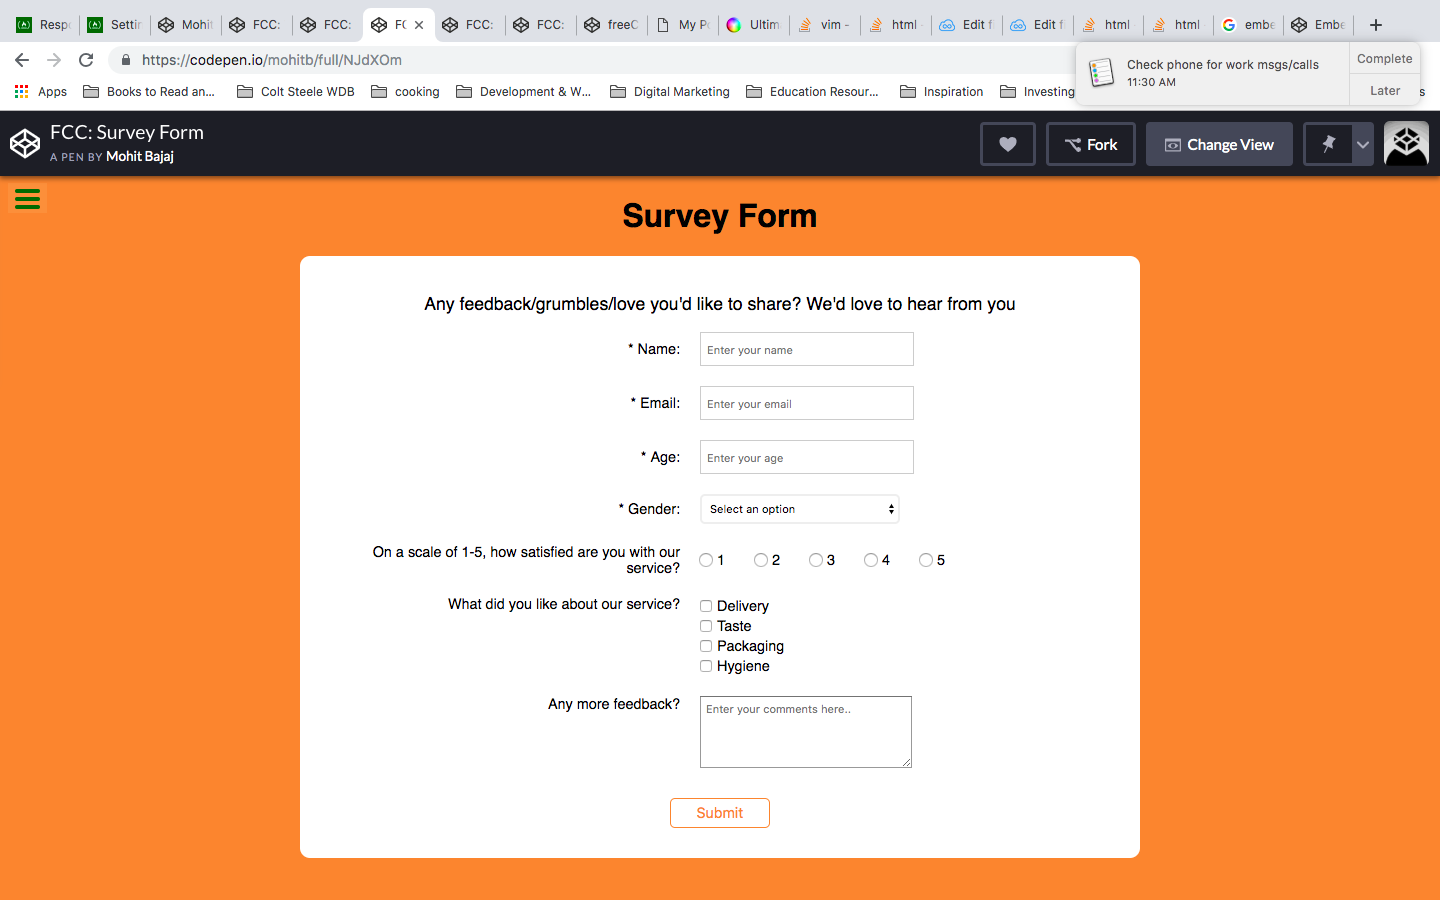 Resp
Settin
Mohit
FCC:
FCC:
FC
FCC:
FCC:
freeC
My Po
Ultim
vim -
html -
Edit f
Edit f
html
html
embe
Embe
https://codepen.io/mohitb/full/NJdXOm
Check phone for work msgs/calls
11:30 AM
Complete
Later
Apps
Books to Read an...
Colt Steele WDB
cooking
Development & W...
Digital Marketing
Education Resour...
Inspiration
Investing
FCC: Survey Form
A PEN BY Mohit Bajaj
Fork
Change View
Survey Form
Any feedback/grumbles/love you'd like to share? We'd love to hear from you
* Name:
Enter your name
* Email:
Enter your email
* Age:
Enter your age
* Gender:
Select an option
On a scale of 1-5, how satisfied are you with our
service?
1
2
3
4
5
What did you like about our service?
Delivery
Taste
Packaging
Hygiene
Any more feedback?
Enter your comments here..
Submit